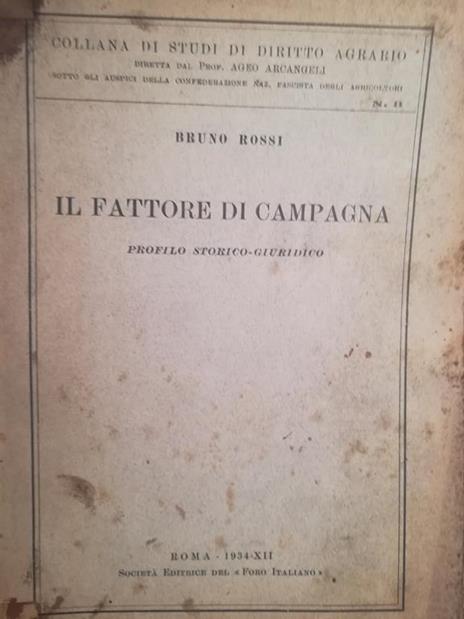 COLLANA DI STUDI DI DIRITTO AGRARIO
DIRETTA DAL PROF. AGEO ARCANGELI
SOTTO GLI AUSPICI DELLA CONFEDERAZIONE NAZ. FASCISTA DEGLI AGRICOLTORI
N. 8
BRUNO ROSSI
IL FATTORE DI CAMPAGNA
PROFILO STORICO-GIURIDICO
ROMA - 1934-XII
SOCIETÀ EDITRICE DEL « FORO ITALIANO »